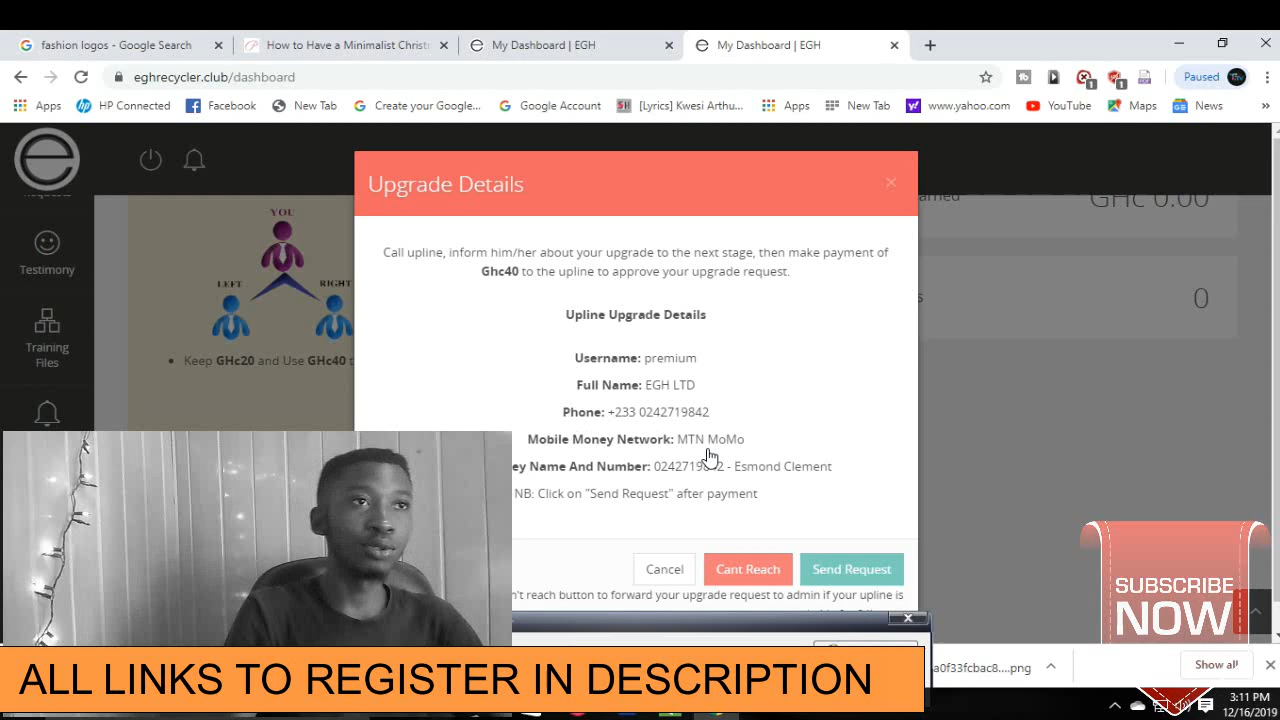 fashion logos - Google Search
How to Have a Minimalist Christ
My Dashboard | EGH
My Dashboard | EGH
eghrecycler.club/dashboard
Paused
Apps
HP Connected
Facebook
New Tab
Create your Google...
Google Account
[Lyrics] Kwesi Arthu...
Apps
New Tab
www.yahoo.com
YouTube
Maps
News
Upgrade Details
GHc 0.00
Testimony
YOU
LEFT
RIGHT
Training
Files
0
Keep GHc20 and Use GHc40
Call upline, inform him/her about your upgrade to the next stage, then make payment of
Ghc40 to the upline to approve your upgrade request.
Upline Upgrade Details
Username: premium
Full Name: EGH LTD
Phone: +233 0242719842
Mobile Money Network: MTN MoMo
ey Name And Number: 0242719842 - Esmond Clement
NB: Click on "Send Request" after payment
Cancel
Cant Reach
Send Request
n't reach button to forward your upgrade request to admin if your upline is
SUBSCRIBE
NOW
a0f33fcbac8....png
Show all
ALL LINKS TO REGISTER IN DESCRIPTION
3:11 PM
12/16/2019